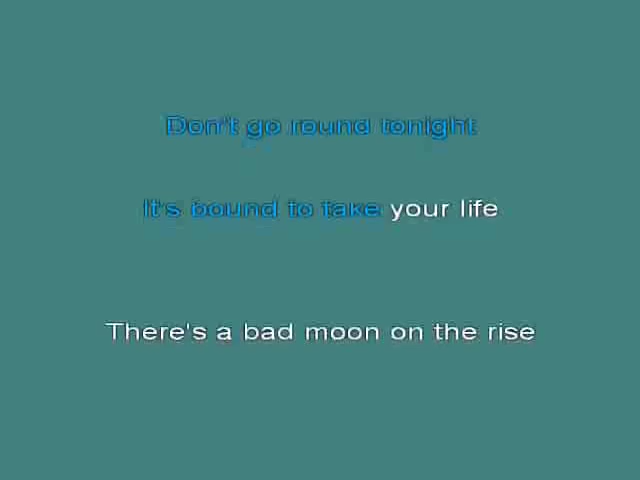 Don't go round tonight
It's bound to take your life
There's a bad moon on the rise